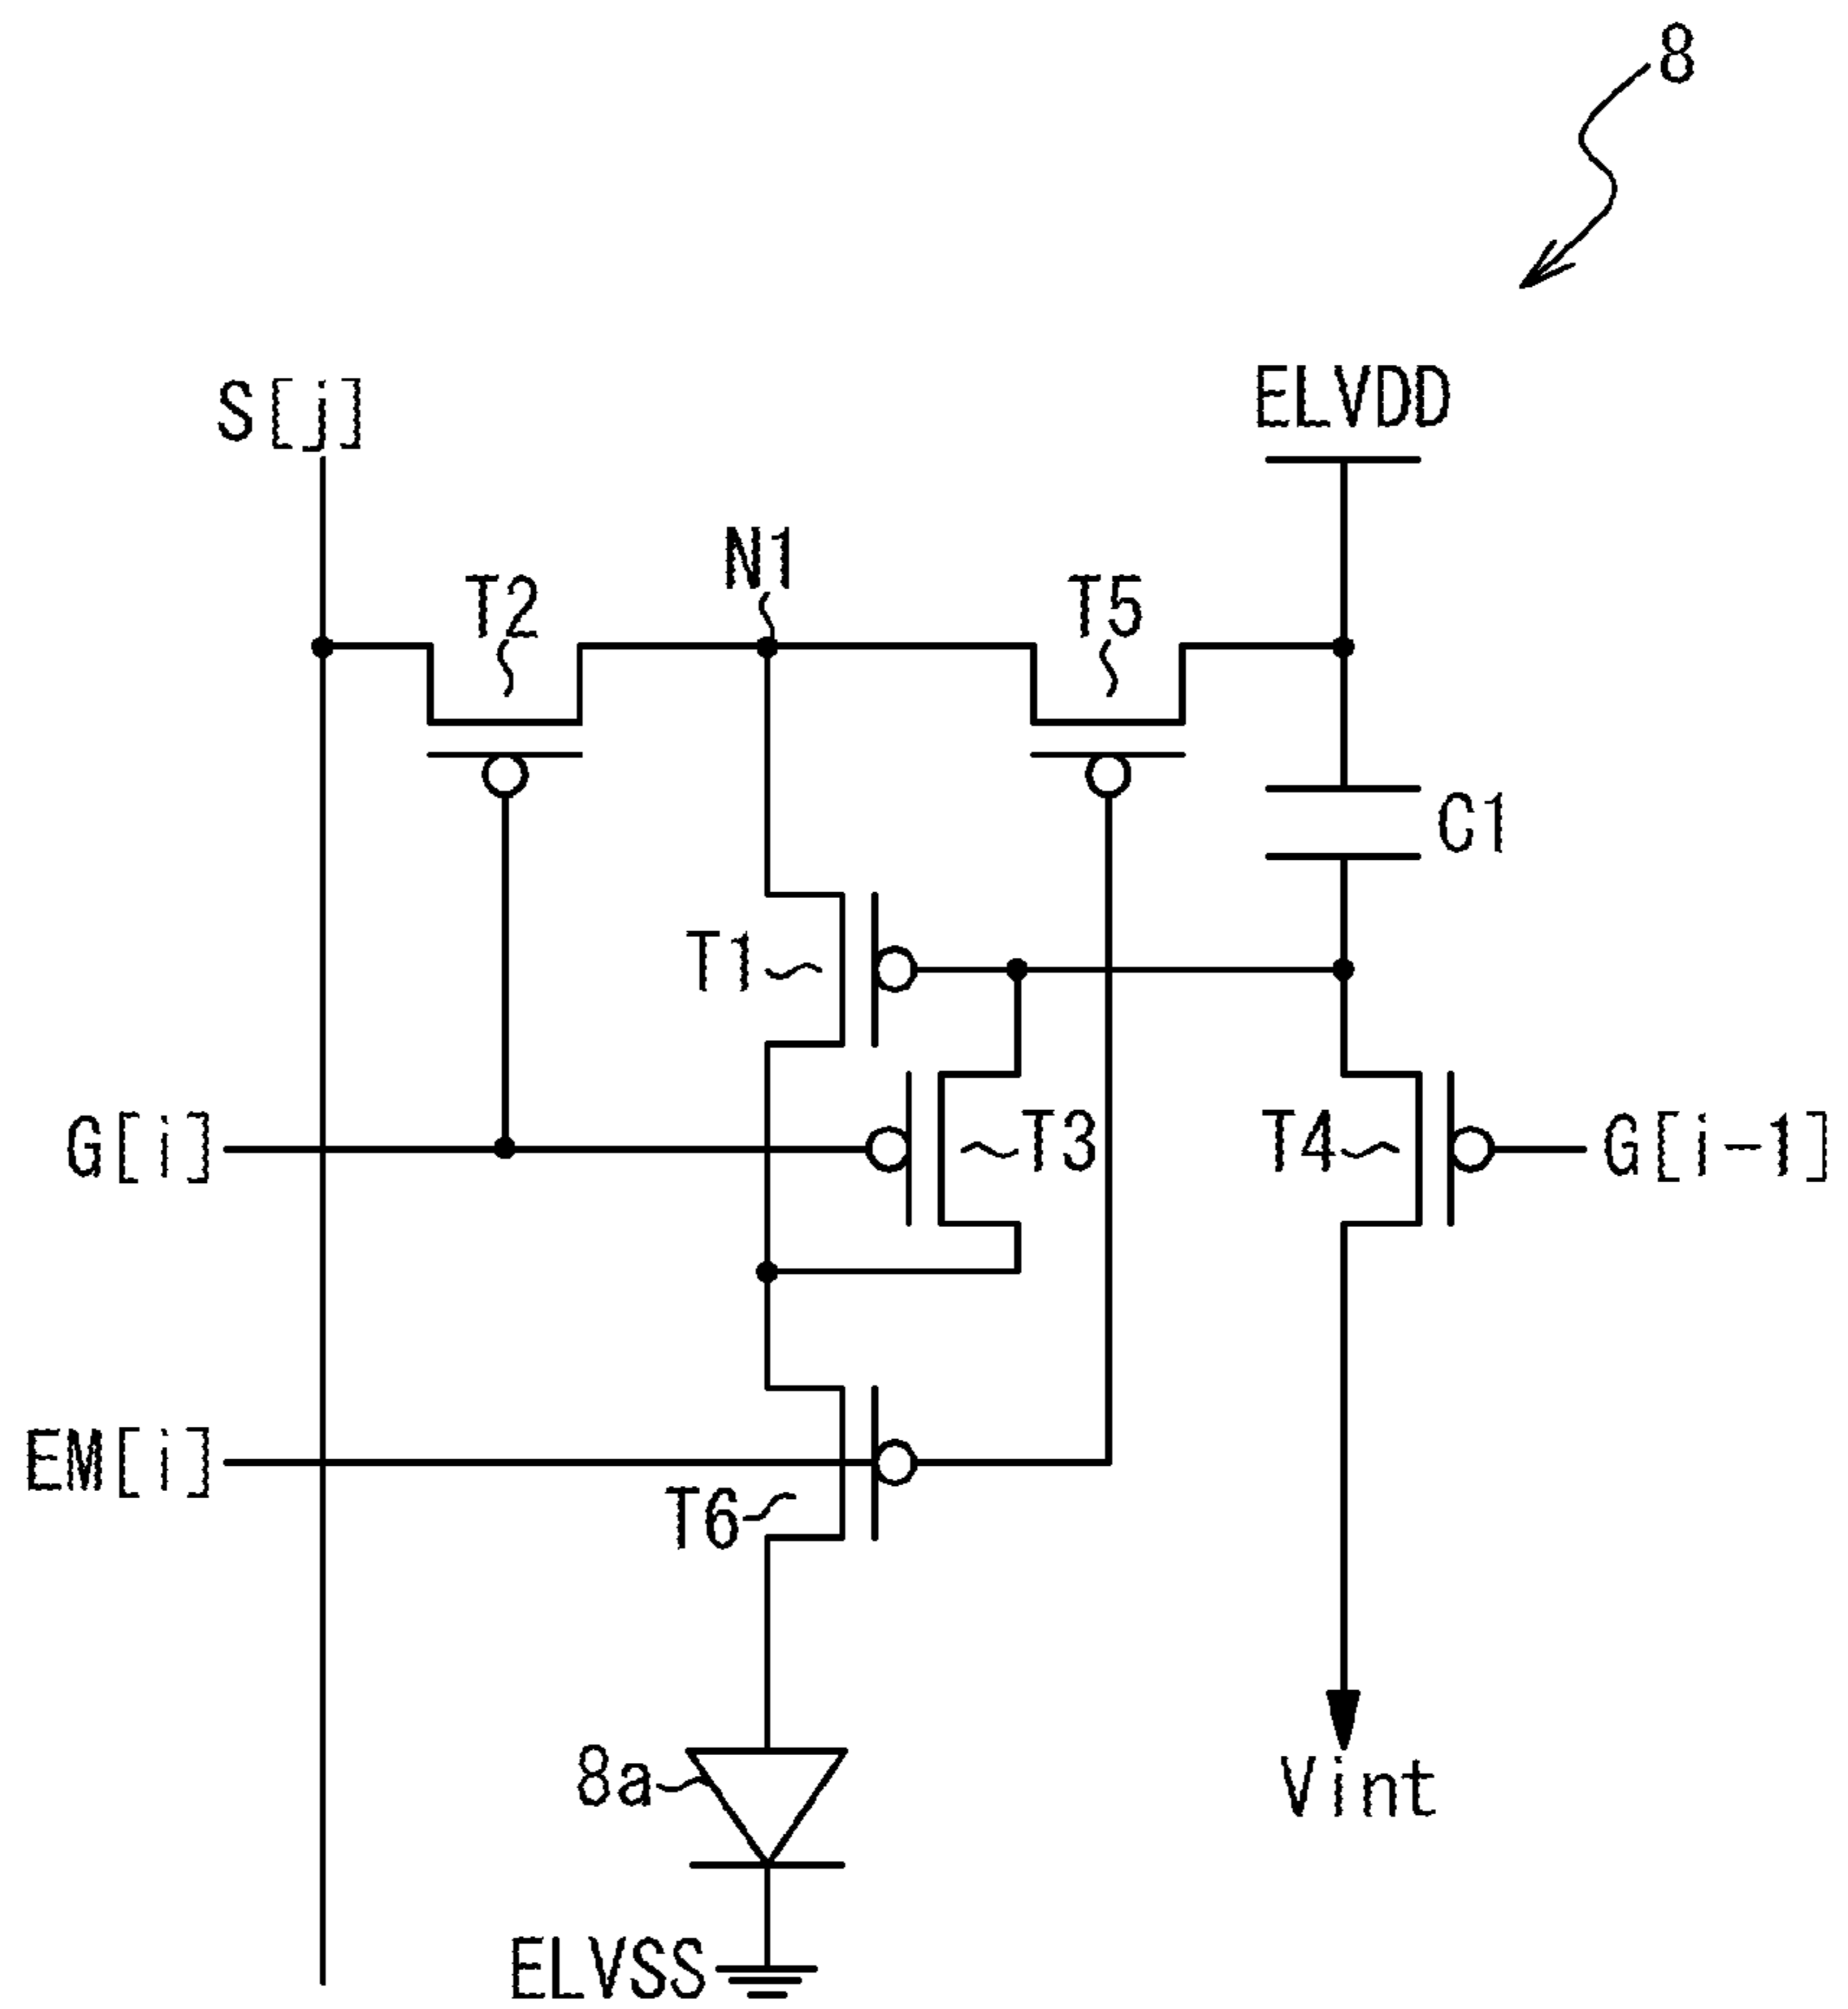 8
S[j]
ELVDD
N1
T2
T5
C1
T1
G[i]
T3
T4
G[i-1]
EM[i]
T6
8a
Vint
ELVSS